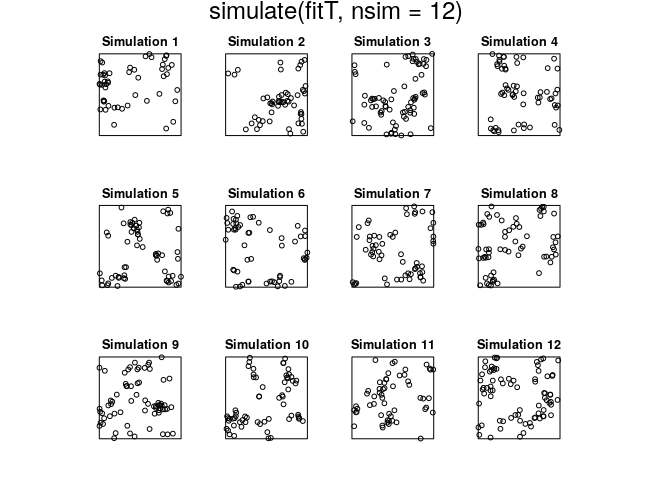 simulate(fitT, nsim = 12)
Simulation 1
Simulation 2
Simulation 3
Simulation 4
Simulation 5
Simulation 6
Simulation 7
Simulation 8
Simulation 9
Simulation 10
Simulation 11
Simulation 12